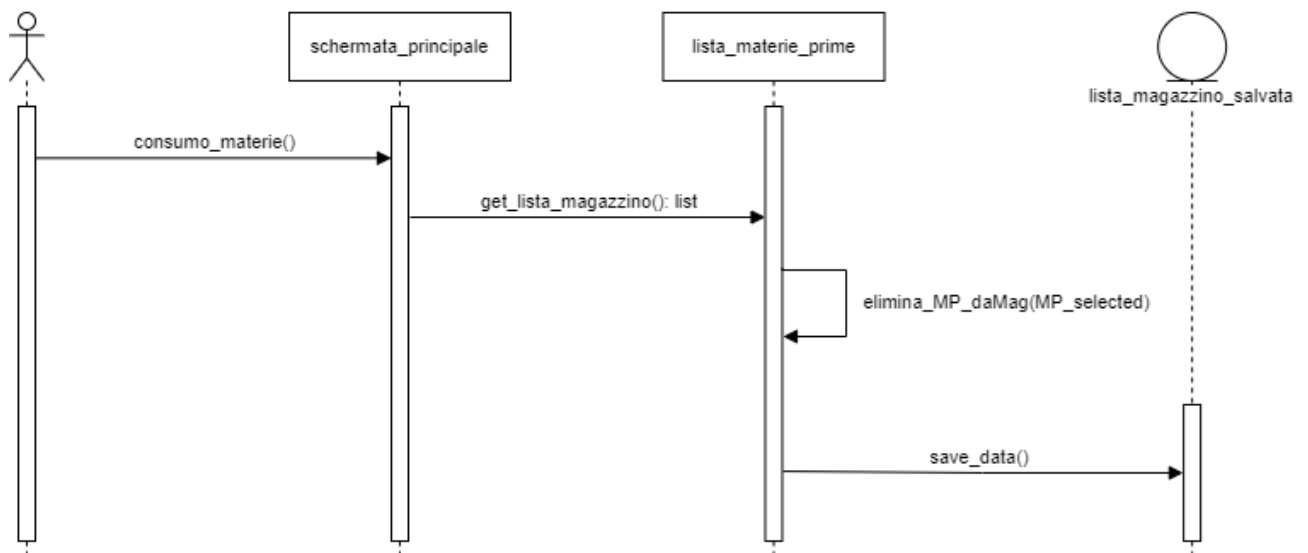 schermata_principale
lista_materie_prime
lista_magazzino_salvata
consumo_materie()
get_lista_magazzino(): list
elimina_MP_daMag(MP_selected)
save_data()